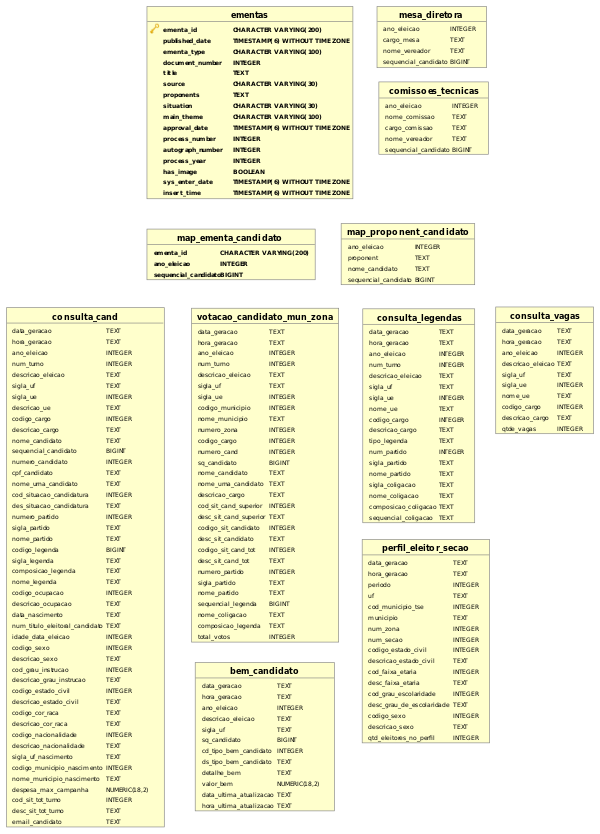 ementas
ementa_id CHARACTER VARYING(200)
published_date TIMESTAMP(6) WITHOUT TIMEZONE
ementa_type CHARACTER VARYING(100)
document_number INTEGER
title TEXT
source CHARACTER VARYING(30)
proponents TEXT
situation CHARACTER VARYING(30)
main_theme CHARACTER VARYING(100)
approval_date TIMESTAMP(6) WITHOUT TIMEZONE
process_number INTEGER
autograph_number INTEGER
process_year INTEGER
has_image BOOLEAN
sys_enter_date TIMESTAMP(6) WITHOUT TIMEZONE
insert_time TIMESTAMP(6) WITHOUT TIMEZONE
mesa_diretora
ano_eleicao INTEGER
cargo_mesa TEXT
nome_vereador TEXT
sequencial_candidato BIGINT
comissoes_tecnicas
ano_eleicao INTEGER
nome_comissao TEXT
cargo_comissao TEXT
nome_vereador TEXT
sequencial_candidato BIGINT
map_ementa_candidato
ementa_id CHARACTER VARYING(200)
ano_eleicao INTEGER
sequencial_candidato BIGINT
map_proponent_candidato
ano_eleicao INTEGER
proponent TEXT
nome_candidato TEXT
sequencial_candidato BIGINT
consulta_cand
data_geracao TEXT
hora_geracao TEXT
ano_eleicao INTEGER
num_turno INTEGER
descricao_eleicao TEXT
sigla_uf TEXT
sigla_ue INTEGER
descricao_ue TEXT
codigo_cargo INTEGER
descricao_cargo TEXT
nome_candidato TEXT
sequencial_candidato BIGINT
numero_candidato INTEGER
cpf_candidato TEXT
nome_urna_candidato TEXT
cod_situacao_candidatura INTEGER
des_situacao_candidatura TEXT
numero_partido INTEGER
sigla_partido TEXT
nome_partido TEXT
codigo_legenda BIGINT
sigla_legenda TEXT
composicao_legenda TEXT
nome_legenda TEXT
codigo_ocupacao INTEGER
descricao_ocupacao TEXT
data_nascimento TEXT
num_titulo_eleitoral_candidato TEXT
idade_data_eleicao INTEGER
codigo_sexo INTEGER
descricao_sexo TEXT
cod_grau_instrucao INTEGER
descricao_grau_instrucao TEXT
codigo_estado_civil INTEGER
descricao_estado_civil TEXT
codigo_cor_raca TEXT
descricao_cor_raca TEXT
codigo_nacionalidade INTEGER
descricao_nacionalidade TEXT
sigla_uf_nascimento TEXT
codigo_municipio_nascimento INTEGER
nome_municipio_nascimento TEXT
despesa_max_campanha NUMERIC(18,2)
cod_sit_tot_turno INTEGER
desc_sit_tot_turno TEXT
email_candidato TEXT
votacao_candidato_mun_zona
data_geracao TEXT
hora_geracao TEXT
ano_eleicao INTEGER
num_turno INTEGER
descricao_eleicao TEXT
sigla_uf TEXT
sigla_ue INTEGER
codigo_municipio INTEGER
nome_municipio TEXT
numero_zona INTEGER
codigo_cargo INTEGER
numero_cand INTEGER
sq_candidato BIGINT
nome_candidato TEXT
nome_urna_candidato TEXT
descricao_cargo TEXT
cod_sit_cand_superior INTEGER
desc_sit_cand_superior TEXT
codigo_sit_candidato INTEGER
desc_sit_candidato TEXT
codigo_sit_cand_tot INTEGER
desc_sit_cand_tot TEXT
numero_partido INTEGER
sigla_partido TEXT
nome_partido TEXT
sequencial_legenda BIGINT
nome_coligacao TEXT
composicao_legenda TEXT
total_votos INTEGER
bem_candidato
data_geracao TEXT
hora_geracao TEXT
ano_eleicao INTEGER
descricao_eleicao TEXT
sigla_uf TEXT
sq_candidato BIGINT
cd_tipo_bem_candidato INTEGER
ds_tipo_bem_candidato TEXT
detalhe_bem TEXT
valor_bem NUMERIC(18,2)
data_ultima_atualizacao TEXT
hora_ultima_atualizacao TEXT
consulta_legendas
data_geracao TEXT
hora_geracao TEXT
ano_eleicao INTEGER
num_turno INTEGER
descricao_eleicao TEXT
sigla_uf TEXT
sigla_ue INTEGER
nome_ue TEXT
codigo_cargo INTEGER
descricao_cargo TEXT
tipo_legenda TEXT
num_partido INTEGER
sigla_partido TEXT
nome_partido TEXT
sigla_coligacao TEXT
nome_coligacao TEXT
composicao_coligacao TEXT
sequencial_coligacao TEXT
consulta_vagas
data_geracao TEXT
hora_geracao TEXT
ano_eleicao INTEGER
descricao_eleicao TEXT
sigla_uf TEXT
sigla_ue INTEGER
nome_ue TEXT
codigo_cargo INTEGER
descricao_cargo TEXT
qtde_vagas INTEGER
perfil_eleitor_secao
data_geracao TEXT
hora_geracao TEXT
periodo INTEGER
uf TEXT
cod_municipio_tse INTEGER
municipio TEXT
num_zona INTEGER
num_secao INTEGER
codigo_estado_civil INTEGER
descricao_estado_civil TEXT
cod_faixa_etaria INTEGER
desc_faixa_etaria TEXT
cod_grau_escolaridade INTEGER
desc_grau_de_escolaridade TEXT
codigo_sexo INTEGER
descricao_sexo TEXT
qtd_eleitores_no_perfil INTEGER